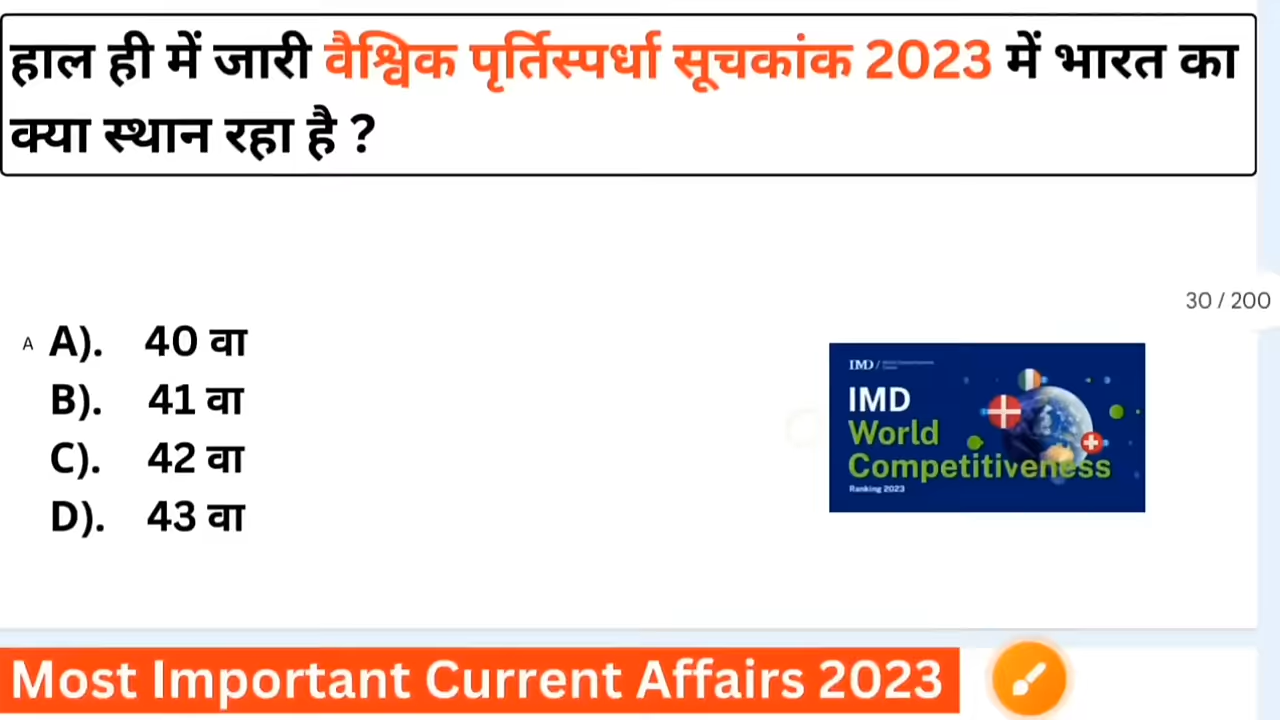 हाल ही में जारी वैश्विक पृर्तिस्पर्धा सूचकांक 2023 में भारत का
क्या स्थान रहा है ?
30 / 200
A A). 40 वा
B). 41 वा
C). 42 वा
D). 43 वा
IMD
IMD
World
Competitiveness
Ranking 2023
Most Important Current Affairs 2023